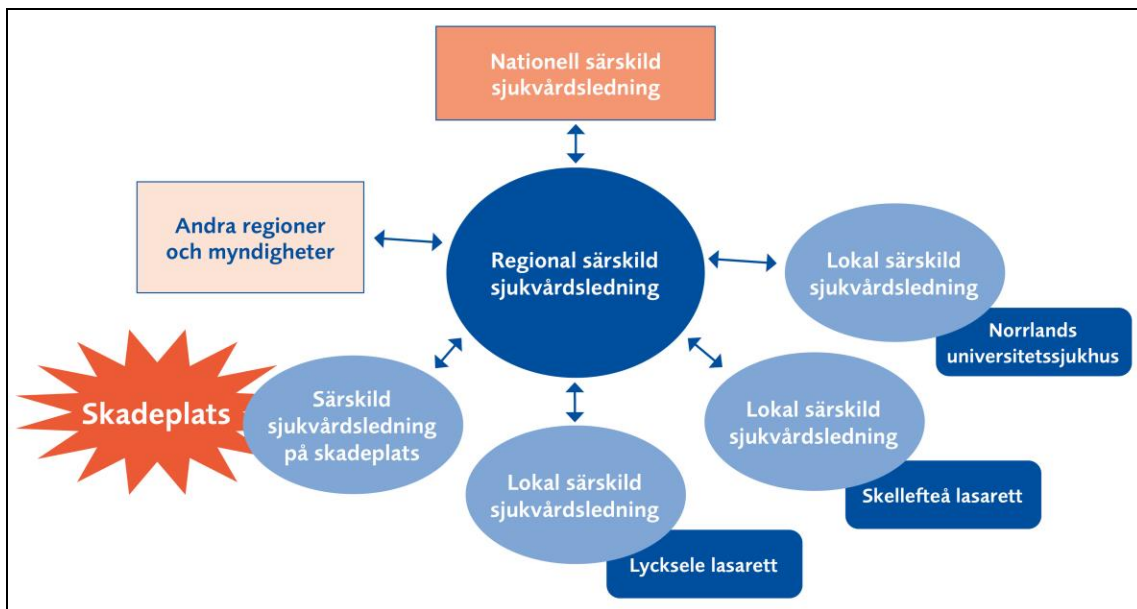 Nationell särskild
sjukvårdsledning
Andra regioner
och myndigheter
Regional särskild
sjukvårdsledning
Lokal särskild
sjukvårdsledning
Norrlands
universitetssjukhus
Skadeplats
Särskild
sjukvårdsledning
på skadeplats
Lokal särskild
sjukvårdsledning
Skellefteå lasarett
Lokal särskild
sjukvårdsledning
Lycksele lasarett